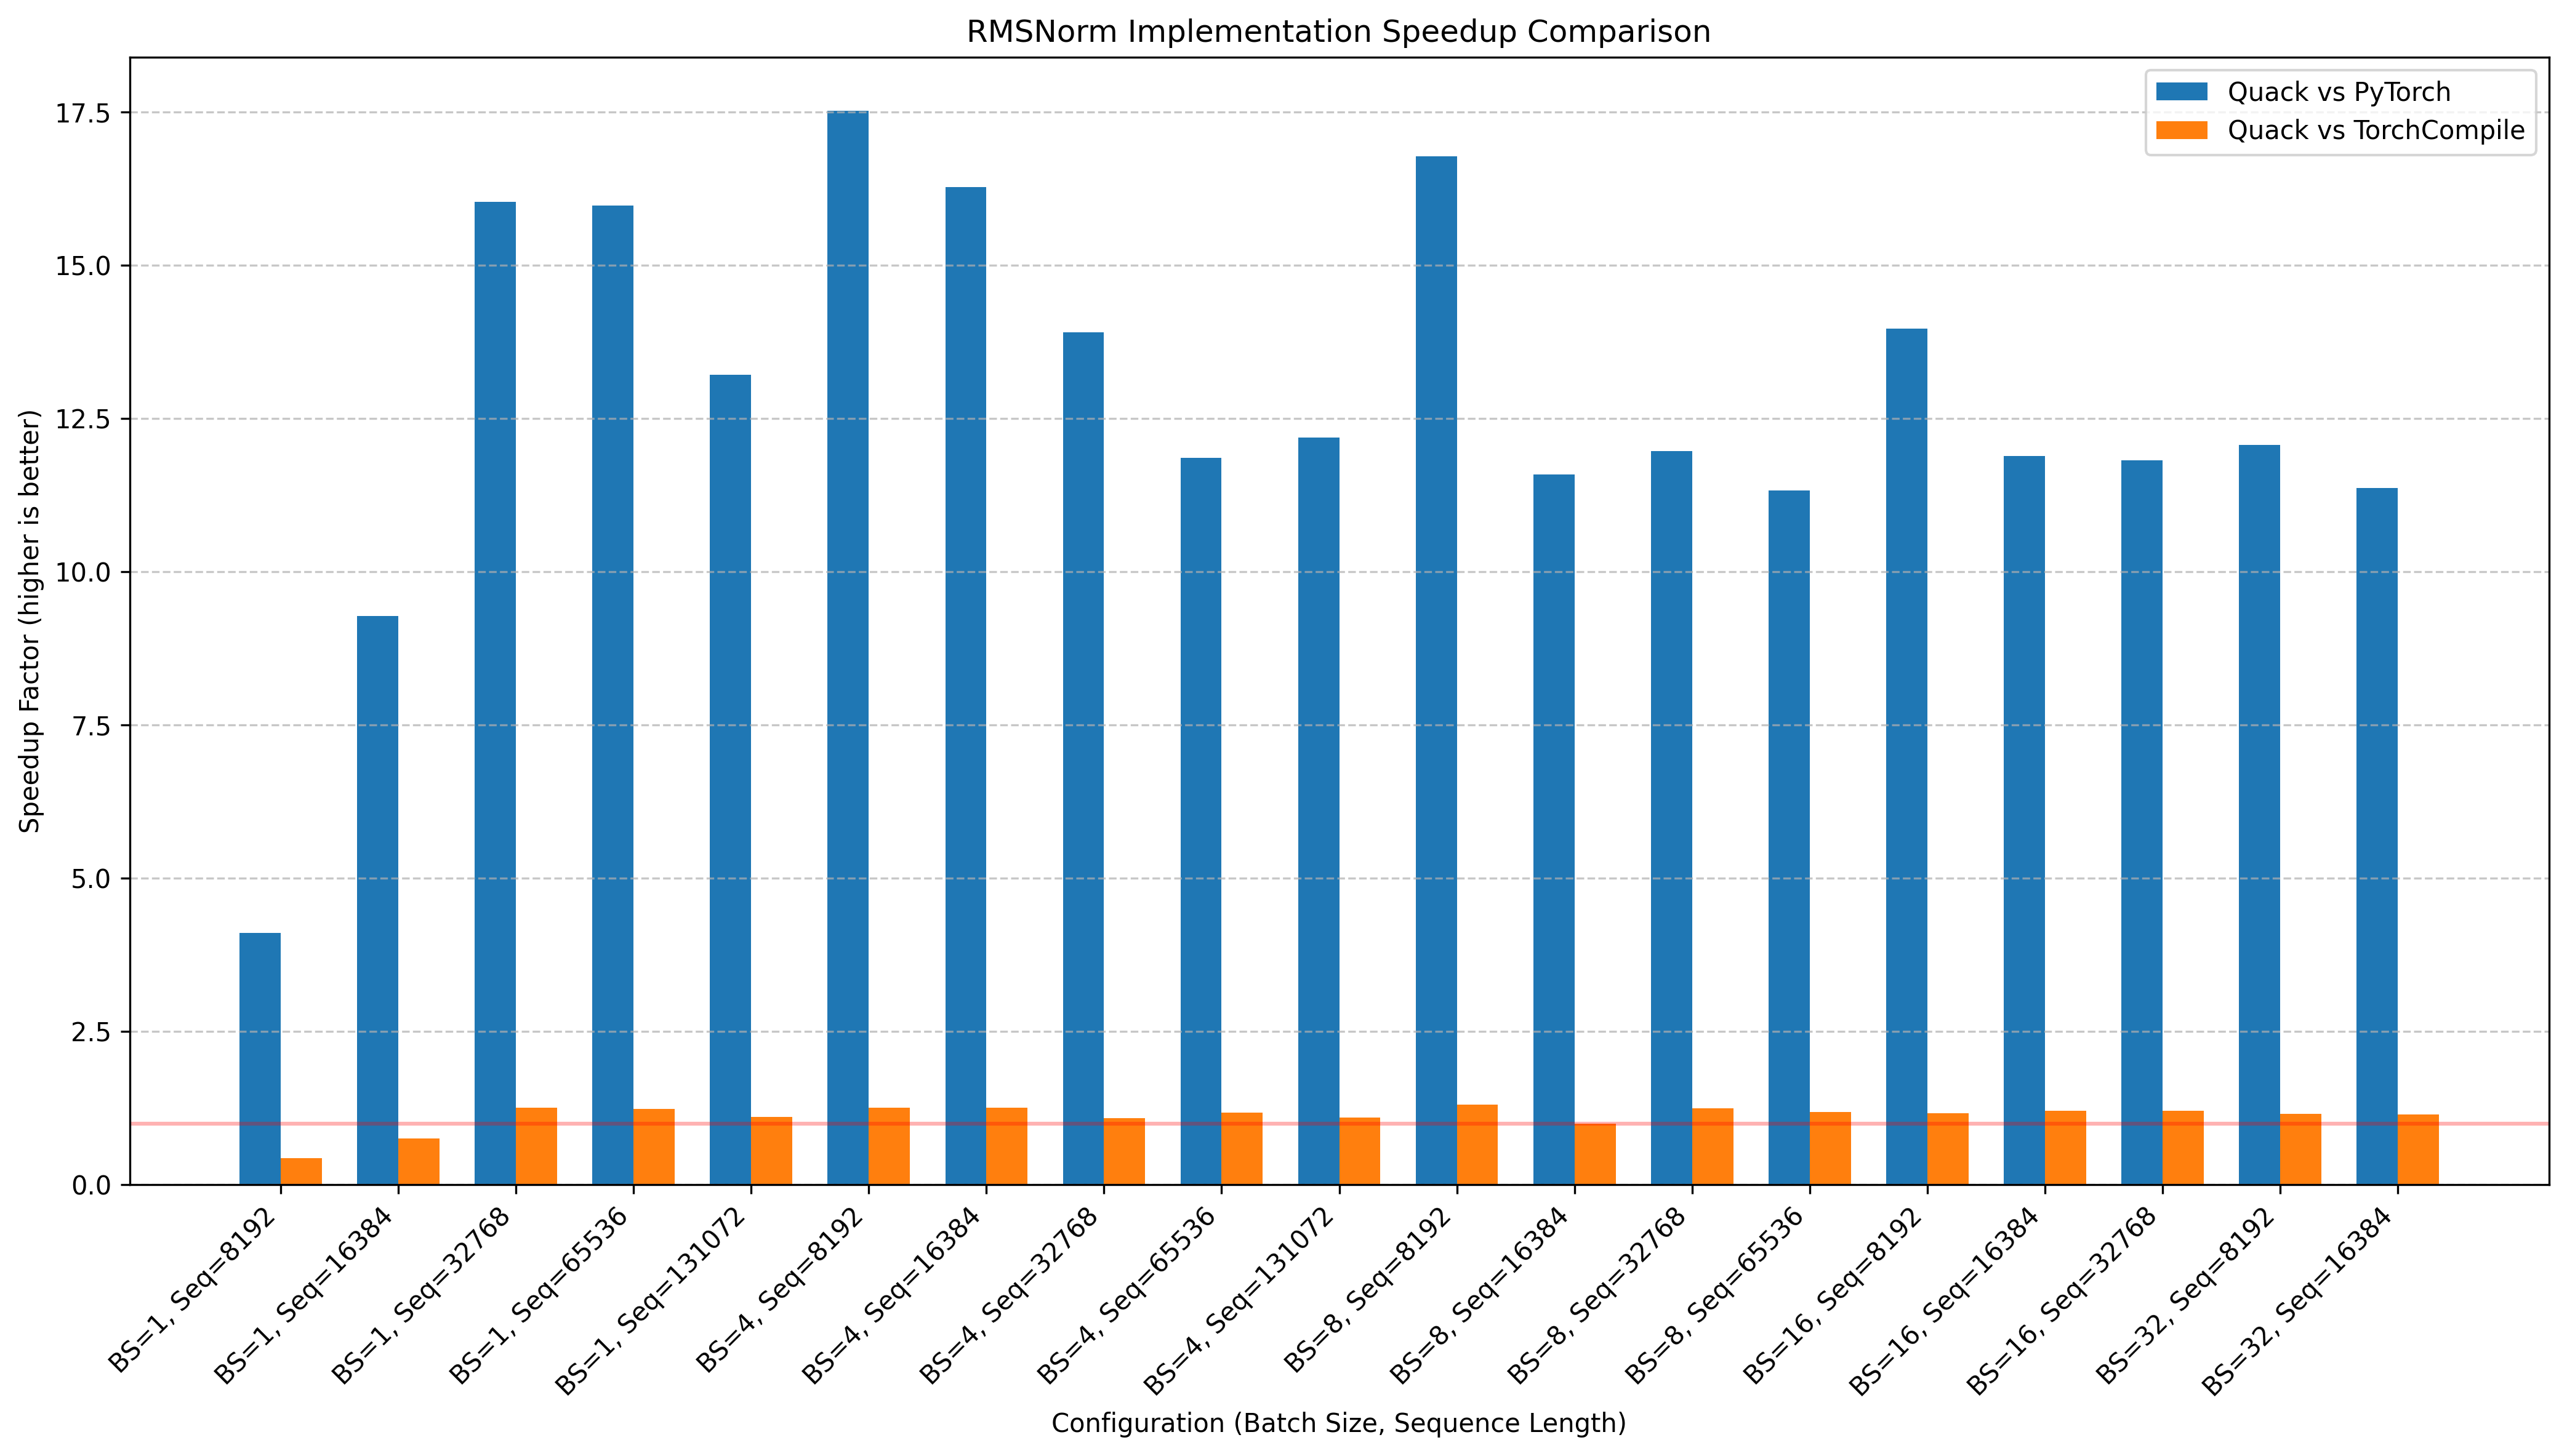 RMSNorm Implementation Speedup Comparison
Quack vs PyTorch
Quack vs TorchCompile
Speedup Factor (higher is better)
17.5
15.0
12.5
10.0
7.5
5.0
2.5
0.0
BS=1, Seq=8192
BS=1, Seq=16384
BS=1, Seq=32768
BS=1, Seq=65536
BS=1, Seq=131072
BS=4, Seq=8192
BS=4, Seq=16384
BS=4, Seq=32768
BS=4, Seq=65536
BS=4, Seq=131072
BS=8, Seq=8192
BS=8, Seq=16384
BS=8, Seq=32768
BS=8, Seq=65536
BS=16, Seq=8192
BS=16, Seq=16384
BS=16, Seq=32768
BS=32, Seq=8192
BS=32, Seq=16384
Configuration (Batch Size, Sequence Length)